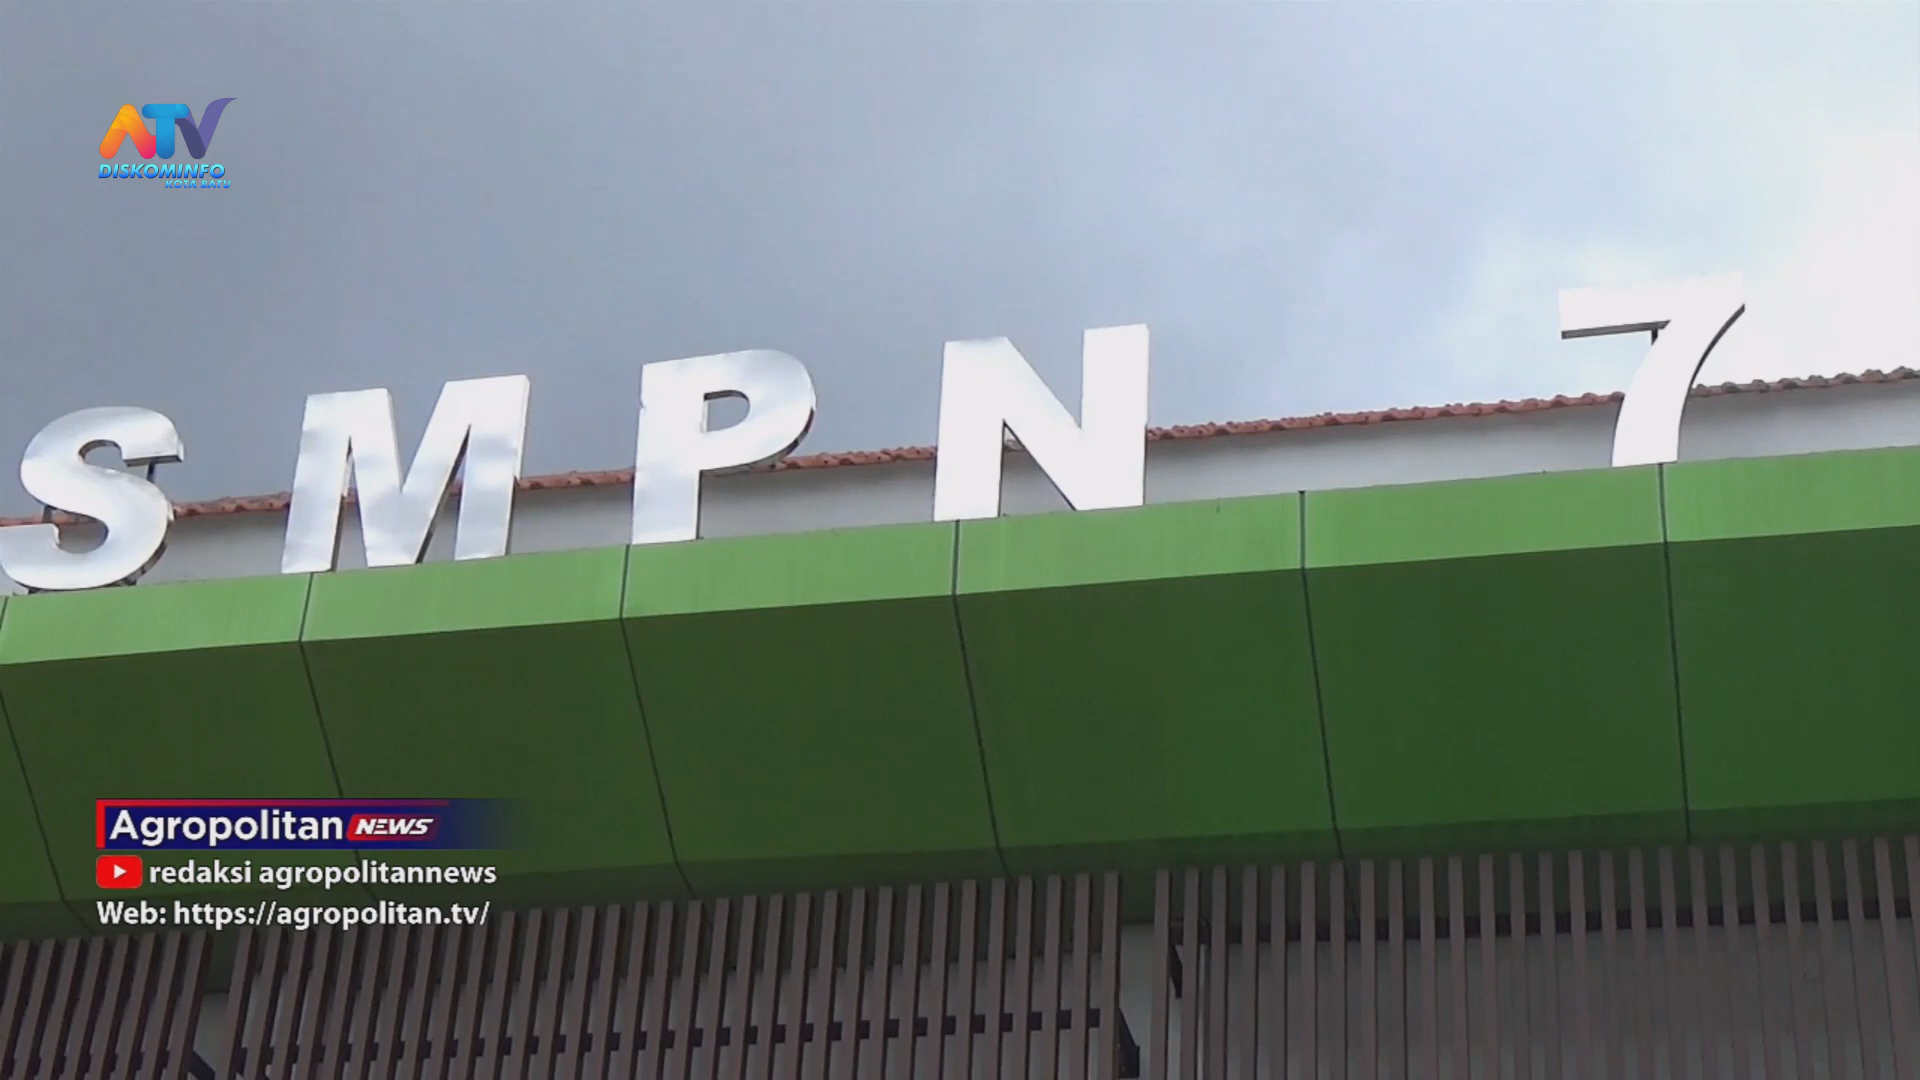 ATV
DISKOMINFO
KOTA BATU
SMPN 7
Agropolitan NEWS
redaksi agropolitannews
Web: https://agropolitan.tv/